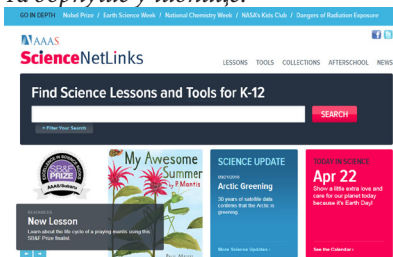 GO IN DEPTH Nobel Prize / Earth Science Week / National Chemistry Week / NASA's Kids Club / Dangers of Radiation Exposure
AAAS
ScienceNetLinks
LESSONS TOOLS COLLECTIONS AFTERSCHOOL NEWS
Find Science Lessons and Tools for K-12
SEARCH
+ Filter Your Search
EXCELLENCE IN SCIENCE
SB&F
PRIZE
AAAS/Subaru
My Awesome
Summer
by P. Mantis
New Lesson
Learn about the life cycle of a praying mantis using this
SB&F Prize finalist.
SCIENCE UPDATE
Arctic Greening
30 years of satellite data
confirms that the Arctic is
greening.
More Science Updates ›
TODAY IN SCIENCE
Apr 22
Show a little extra love and
care for our planet today
because it's Earth Day!
See the Calendar ›